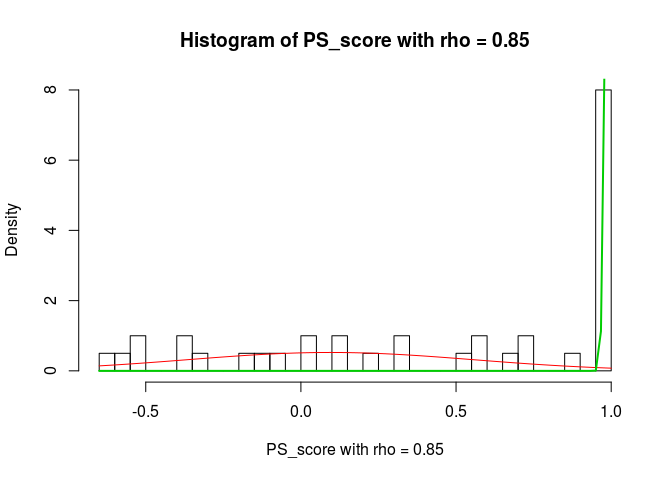 Histogram of PS_score with rho = 0.85
Density
8
6
4
2
0
-0.5 0.0 0.5 1.0
PS_score with rho = 0.85